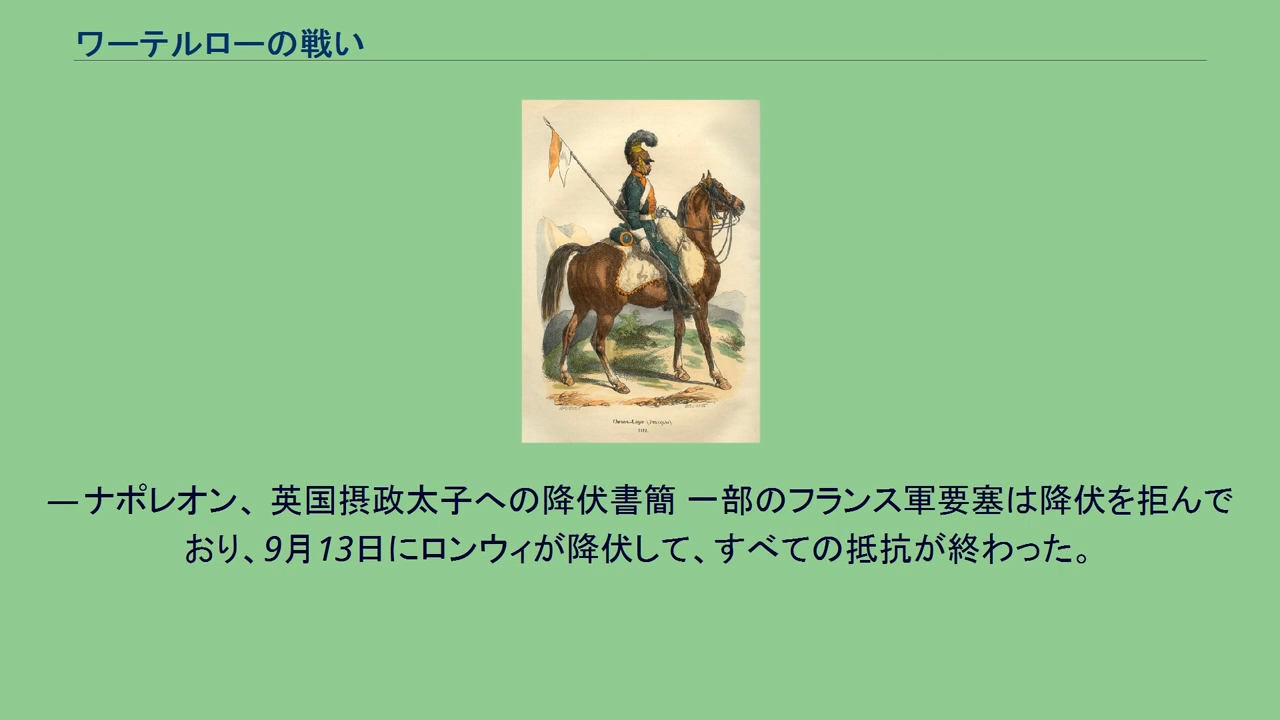 ワーテルローの戦い
—ナポレオン、英国摂政太子への降伏書簡 一部のフランス軍要塞は降伏を拒んで
おり、9月13日にロンウィが降伏して、すべての抵抗が終わった。